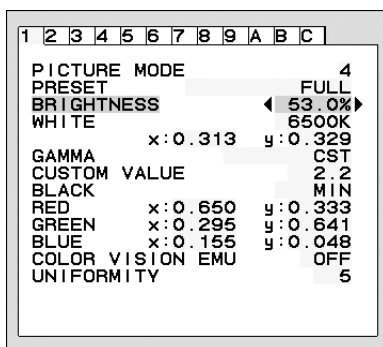 1 2 3 4 5 6 7 8 9 A B C
PICTURE MODE 4
PRESET FULL
BRIGHTNESS 53.0%
WHITE 6500K
x:0.313 y:0.329
GAMMA CST
CUSTOM VALUE 2.2
BLACK MIN
RED x:0.650 y:0.333
GREEN x:0.295 y:0.641
BLUE x:0.155 y:0.048
COLOR VISION EMU OFF
UNIFORMITY 5